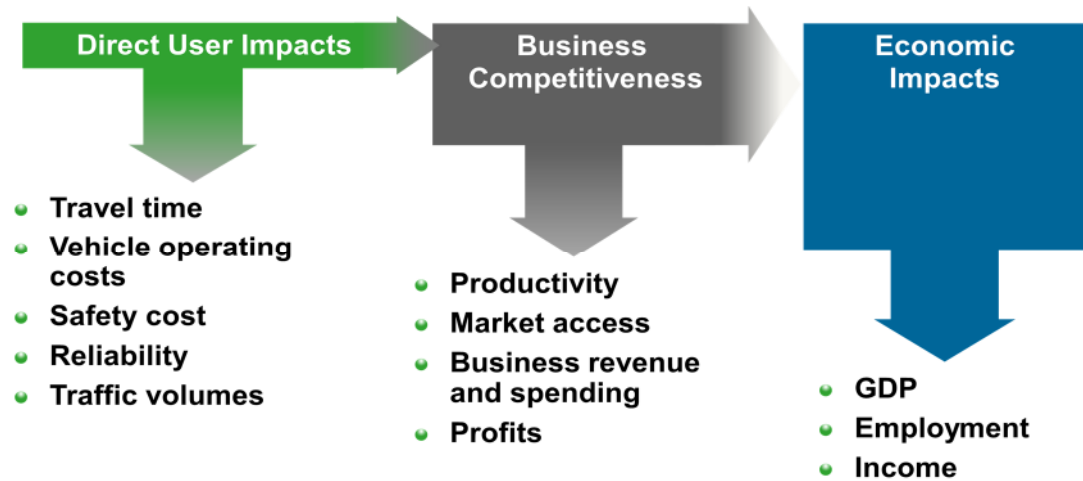 Direct User Impacts
Travel time
Vehicle operating
costs
Safety cost
Reliability
Traffic volumes
Business
Competitiveness
Productivity
Market access
Business revenue
and spending
Profits
Economic
Impacts
GDP
Employment
Income